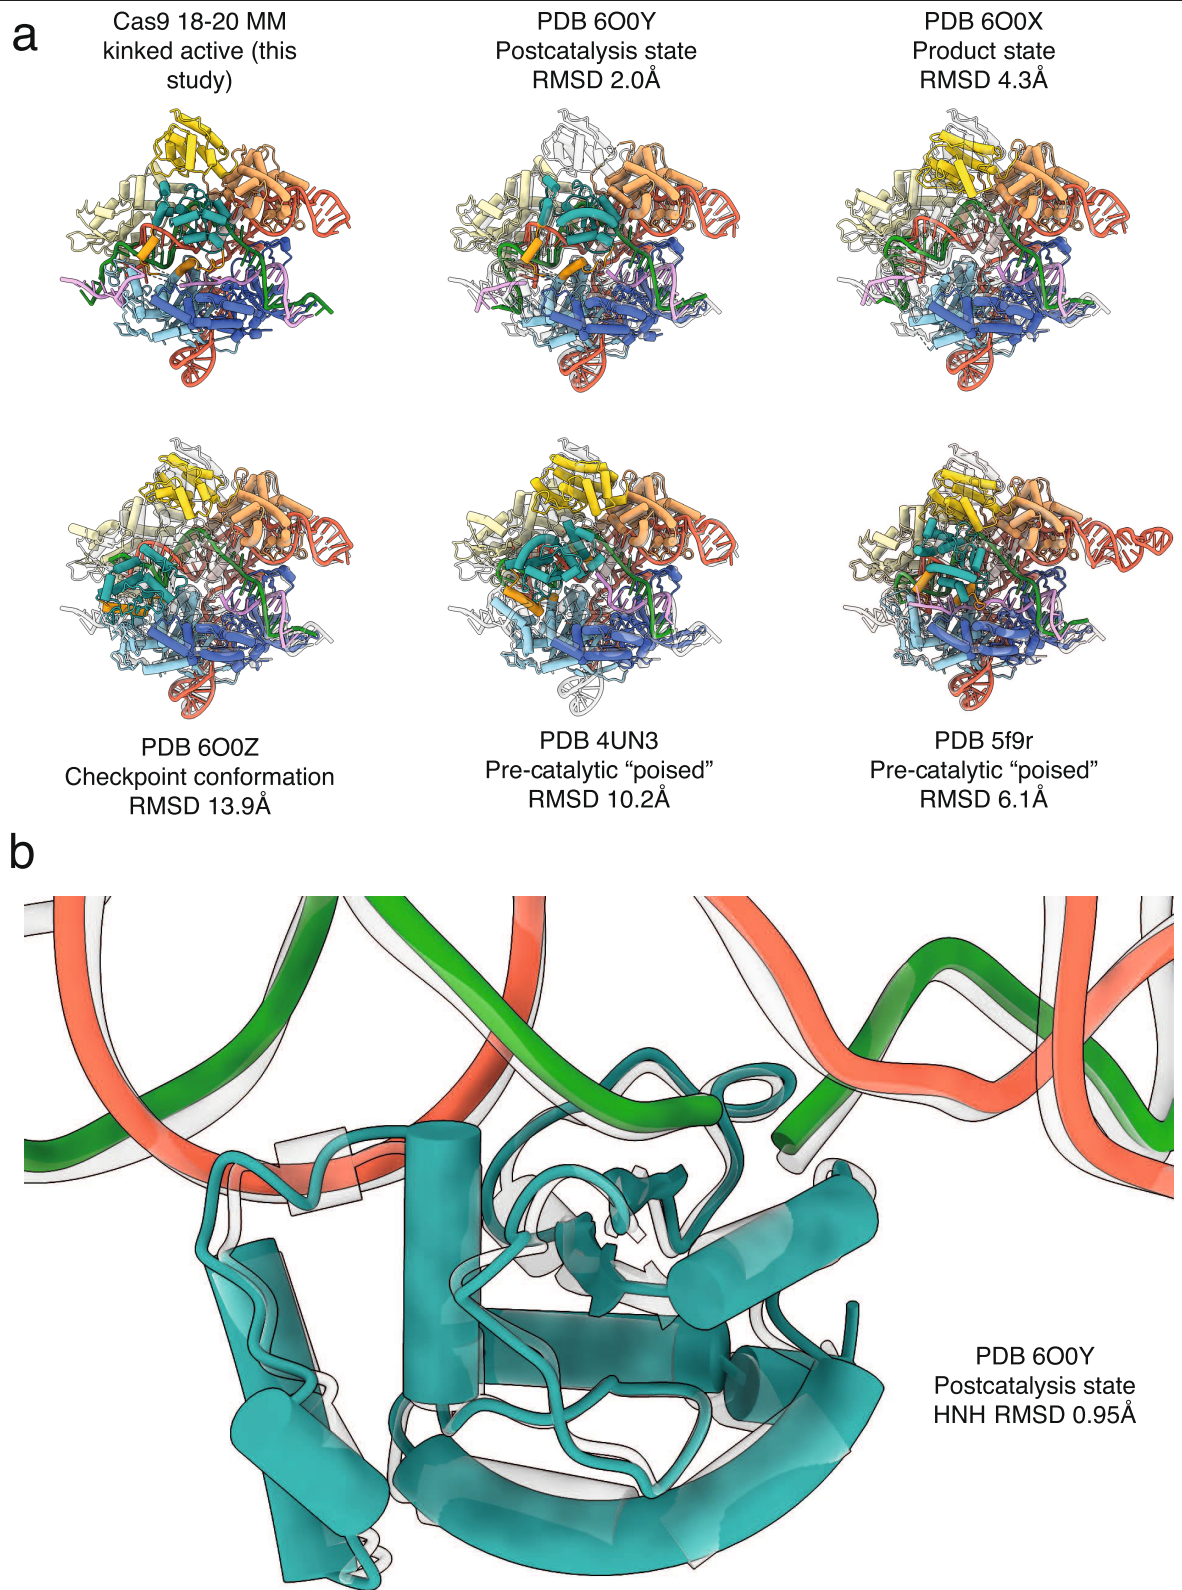 a
Cas9 18-20 MM
kinked active (this
study)
PDB 6O0Y
Postcatalysis state
RMSD 2.0Å
PDB 6O0X
Product state
RMSD 4.3Å
PDB 6O0Z
Checkpoint conformation
RMSD 13.9Å
PDB 4UN3
Pre-catalytic “poised”
RMSD 10.2Å
PDB 5f9r
Pre-catalytic “poised”
RMSD 6.1Å
b
PDB 6O0Y
Postcatalysis state
HNH RMSD 0.95Å